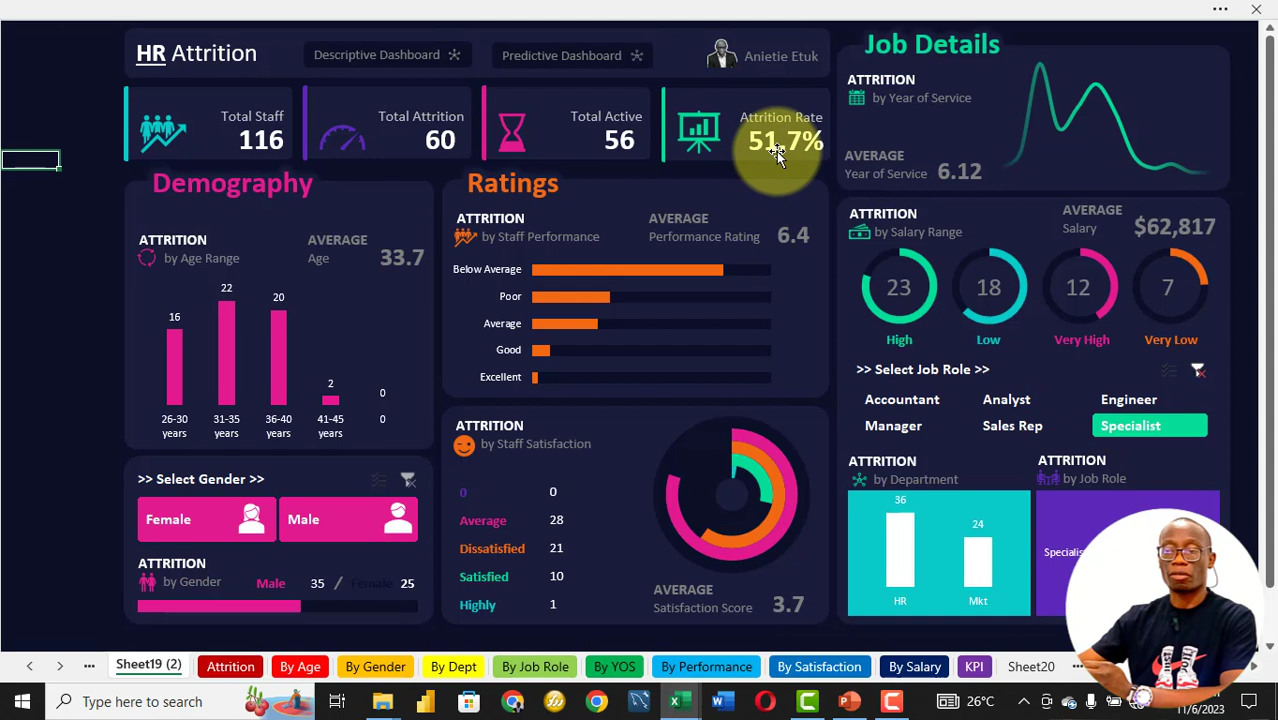 HR Attrition
Descriptive Dashboard
Predictive Dashboard
Anietie Etuk
Total Staff
116
Total Attrition
60
Total Active
56
Attrition Rate
51.7%
Demography
ATTRITION
by Age Range
AVERAGE
Age
33.7
16
22
20
2
0
26-30 years
31-35 years
36-40 years
41-45 years
0
>> Select Gender >>
Female
Male
ATTRITION
by Gender
Male
35
/
Female
25
Ratings
ATTRITION
by Staff Performance
AVERAGE
Performance Rating
6.4
Below Average
Poor
Average
Good
Excellent
ATTRITION
by Staff Satisfaction
0 0
Average 28
Dissatisfied 21
Satisfied 10
Highly 1
AVERAGE
Satisfaction Score
3.7
Job Details
ATTRITION
by Year of Service
AVERAGE
Year of Service
6.12
ATTRITION
by Salary Range
AVERAGE
Salary
$62,817
23
18
12
7
High
Low
Very High
Very Low
>> Select Job Role >>
Accountant
Analyst
Engineer
Manager
Sales Rep
Specialist
ATTRITION
by Department
36
24
HR
Mkt
ATTRITION
by Job Role
Sheet19 (2)
Attrition
By Age
By Gender
By Dept
By Job Role
By YOS
By Performance
By Satisfaction
By Salary
KPI
Sheet20
Type here to search
26°C
11/6/2023